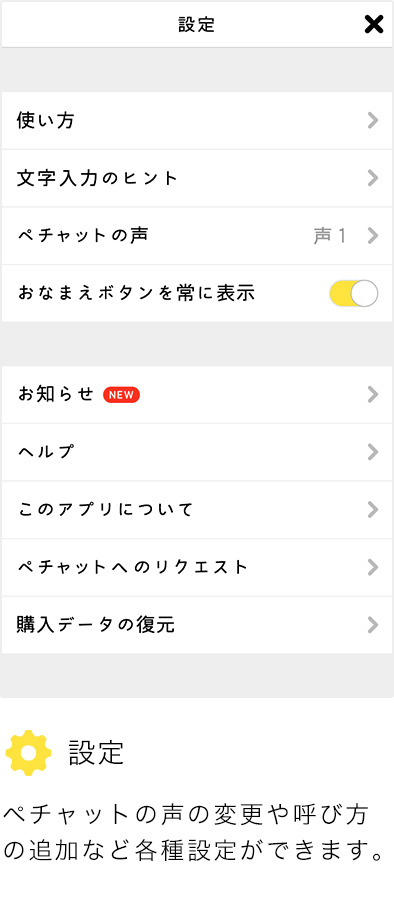 設定
使い方
文字入力のヒント
ペチャットの声 声1
おなまえボタンを常に表示
お知らせ NEW
ヘルプ
このアプリについて
ペチャットへのリクエスト
購入データの復元
設定
ペチャットの声の変更や呼び方
の追加など各種設定ができます。